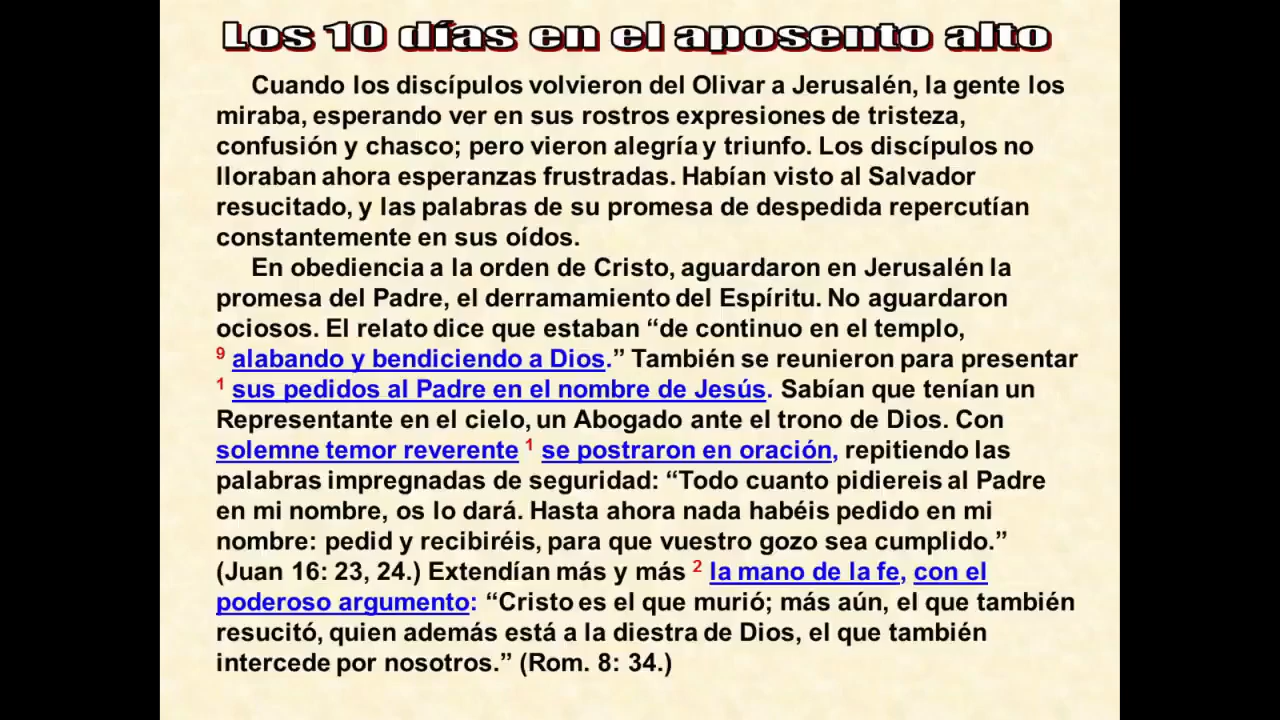 Los 10 días en el aposento alto
Cuando los discípulos volvieron del Olivar a Jerusalén, la gente los
miraba, esperando ver en sus rostros expresiones de tristeza,
confusión y chasco; pero vieron alegría y triunfo. Los discípulos no
lloraban ahora esperanzas frustradas. Habían visto al Salvador
resucitado, y las palabras de su promesa de despedida repercutían
constantemente en sus oídos.
En obediencia a la orden de Cristo, aguardaron en Jerusalén la
promesa del Padre, el derramamiento del Espíritu. No aguardaron
ociosos. El relato dice que estaban “de continuo en el templo,
9 alabando y bendiciendo a Dios.” También se reunieron para presentar
1 sus pedidos al Padre en el nombre de Jesús. Sabían que tenían un
Representante en el cielo, un Abogado ante el trono de Dios. Con
solemne temor reverente 1 se postraron en oración, repitiendo las
palabras impregnadas de seguridad: “Todo cuanto pidiereis al Padre
en mi nombre, os lo dará. Hasta ahora nada habéis pedido en mi
nombre: pedid y recibiréis, para que vuestro gozo sea cumplido.”
(Juan 16: 23, 24.) Extendían más y más 2 la mano de la fe, con el
poderoso argumento: “Cristo es el que murió; más aún, el que también
resucitó, quien además está a la diestra de Dios, el que también
intercede por nosotros.” (Rom. 8: 34.)